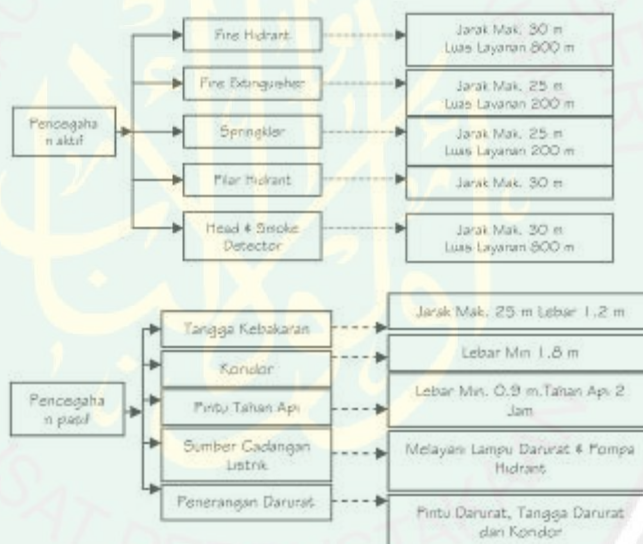 Fire Hidrant
Jarak Mak. 30 m
Luas Layanan 800 m
Fire Extinguisher
Jarak Mak. 25 m
Luas Layanan 200 m
Pencegaha
n aktif
Springkler
Jarak Mak. 25 m
Luas Layanan 200 m
Pilar Hidrant
Jarak Mak. 30 m
Head & Smoke
Detector
Jarak Mak. 30 m
Luas Layanan 800 m
Tangga Kebakaran
Jarak Mak. 25 m Lebar 1.2 m
Koridor
Lebar Min 1.8 m
Pencegaha
n pasif
Pintu Tahan Api
Lebar Min. 0.9 m.Tahan Api 2
Jam
Sumber Cadangan
Listrik
Melayani Lampu Darurat & Pompa
Hidrant
Penerangan Darurat
Pintu Darurat, Tangga Darurat
dan Koridor